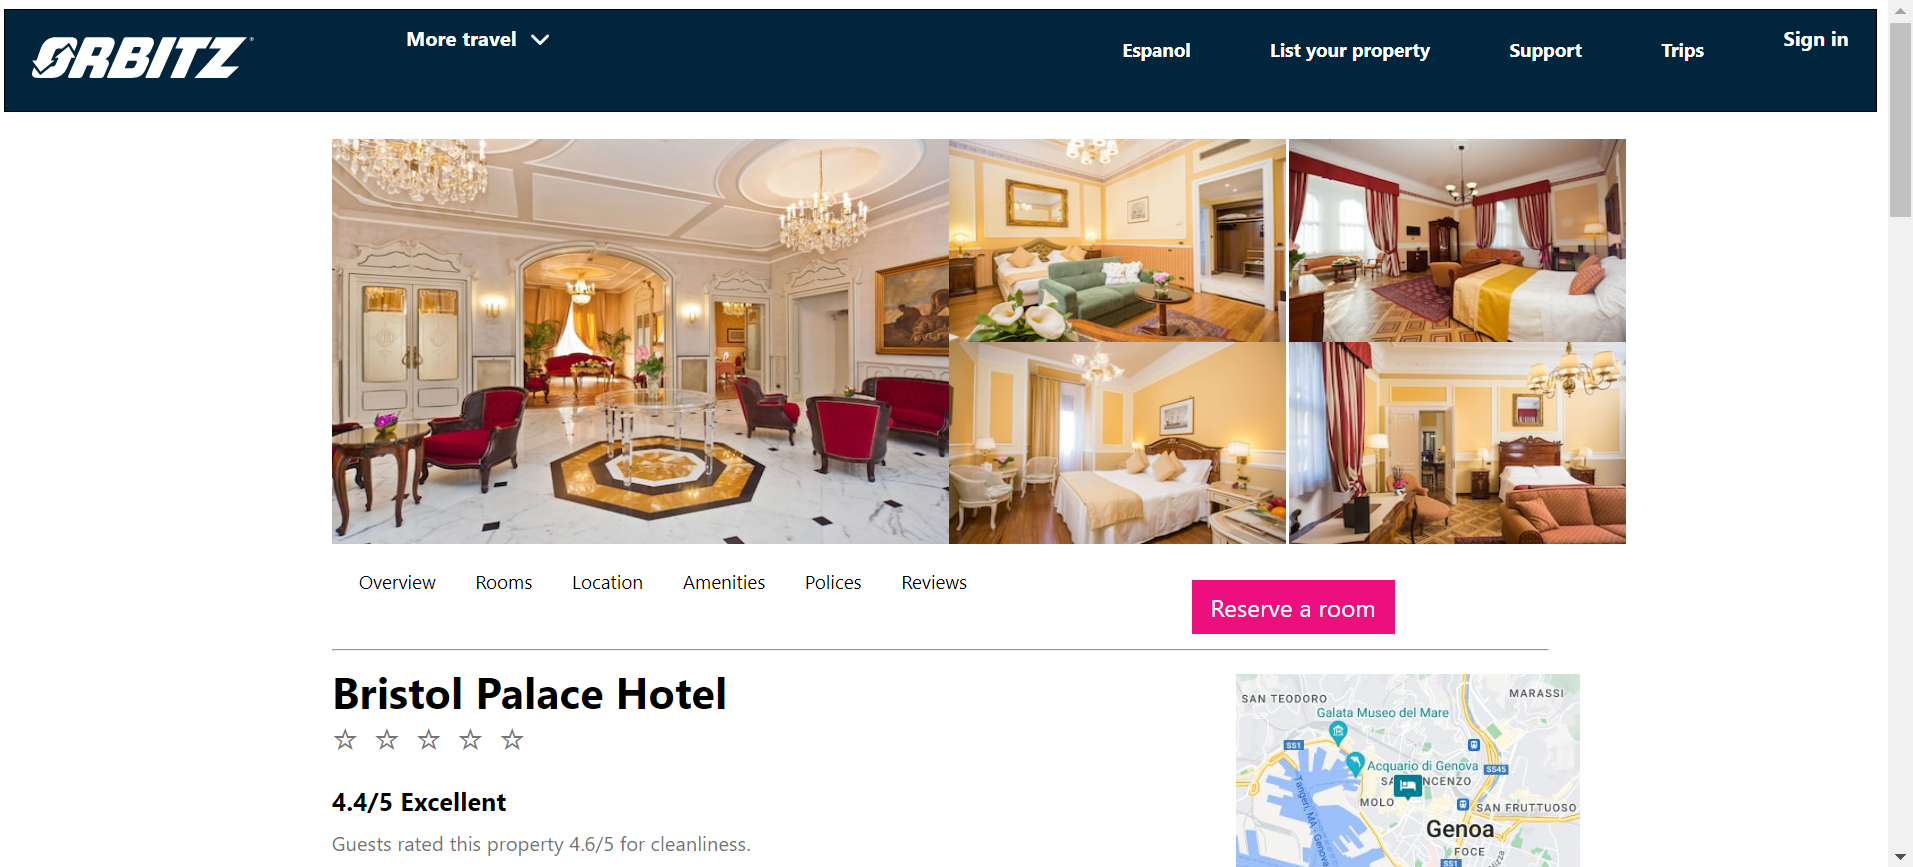 ORBITZ
More travel
Espanol
List your property
Support
Trips
Sign in
Overview
Rooms
Location
Amenities
Polices
Reviews
Reserve a room
Bristol Palace Hotel
4.4/5 Excellent
Guests rated this property 4.6/5 for cleanliness.
SAN TEODORO
MARASSI
Galata Museo del Mare
SS1
Acquario di Genova
SS45
MOLO
SAN FRUTTUOSO
Genoa
FOCE
SS1